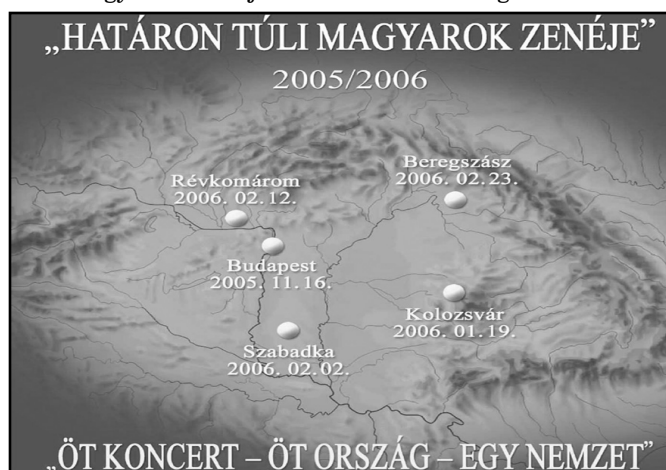 „HATÁRON TÚLI MAGYAROK ZENÉJE”
2005/2006
Beregszász
2006. 02. 23.
Révkomárom
2006. 02. 12.
Budapest
2005. 11. 16.
Kolozsvár
2006. 01. 19.
Szabadka
2006. 02. 02.
„ÖT KONCERT – ÖT ORSZÁG – EGY NEMZET”